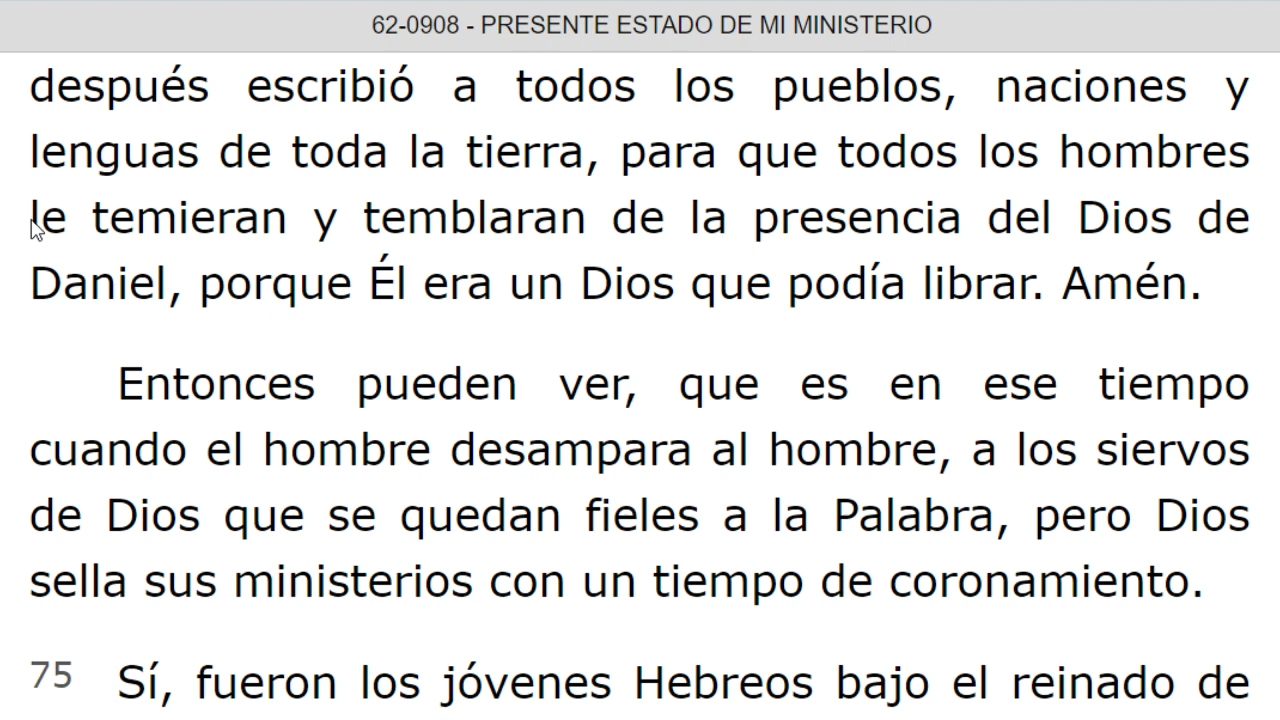 62-0908 - PRESENTE ESTADO DE MI MINISTERIO
después escribió a todos los pueblos, naciones y
lenguas de toda la tierra, para que todos los hombres
le temieran y temblaran de la presencia del Dios de
Daniel, porque Él era un Dios que podía librar. Amén.
Entonces pueden ver, que es en ese tiempo
cuando el hombre desampara al hombre, a los siervos
de Dios que se quedan fieles a la Palabra, pero Dios
sella sus ministerios con un tiempo de coronamiento.
75 Sí, fueron los jóvenes Hebreos bajo el reinado de